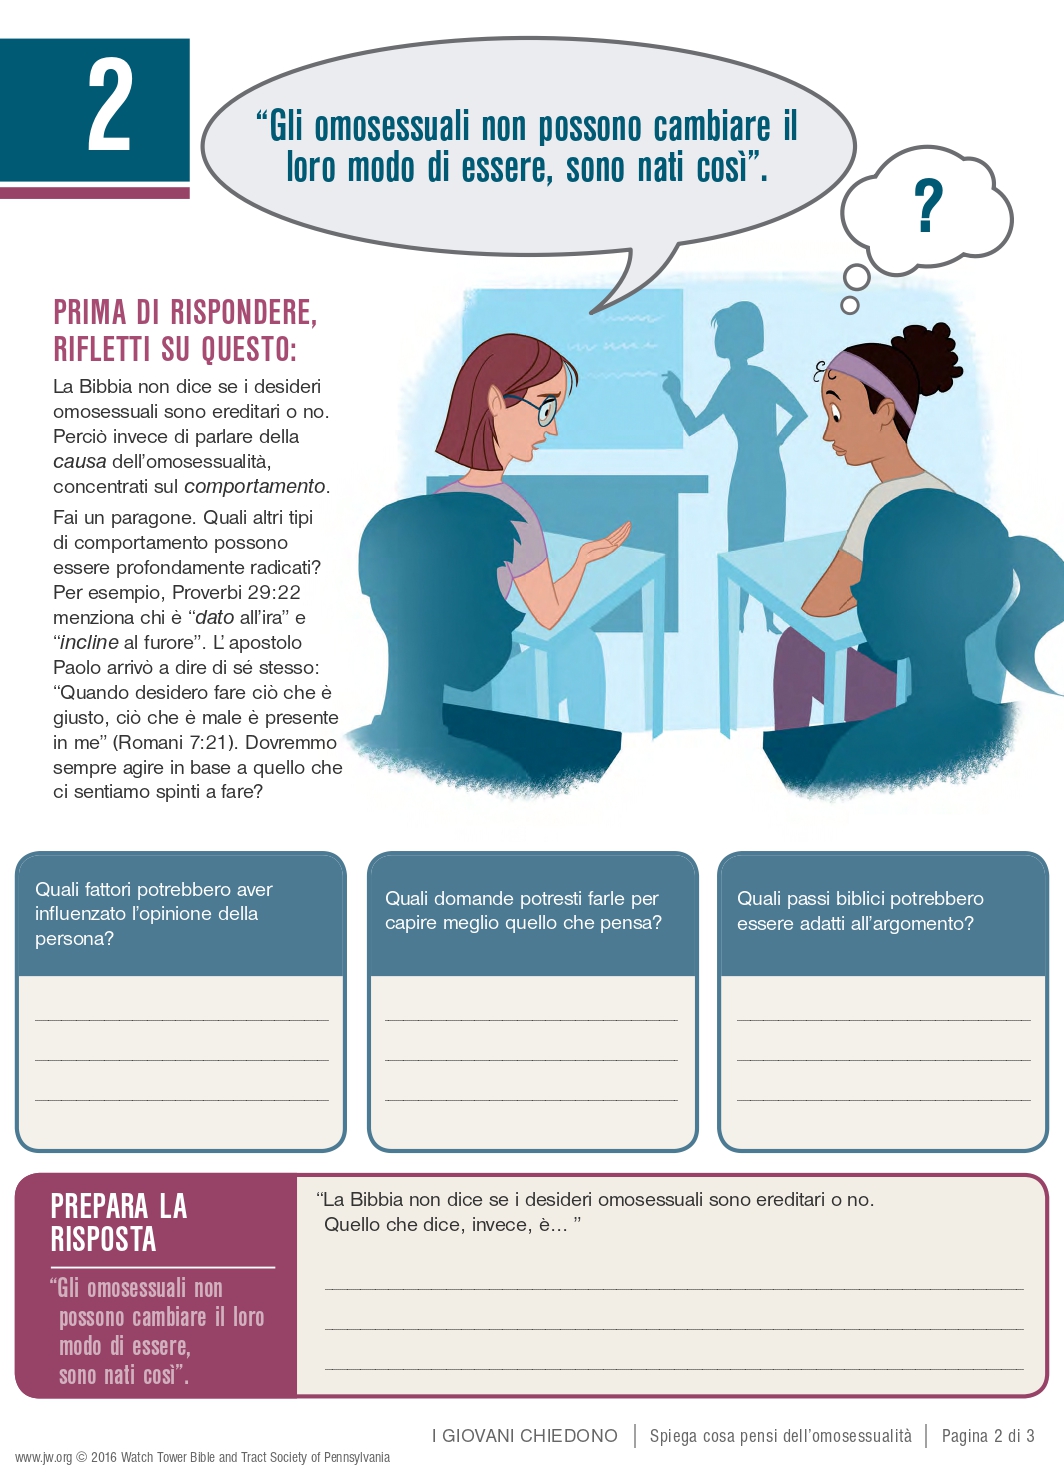 2
“Gli omosessuali non possono cambiare il
loro modo di essere, sono nati così”.
?
PRIMA DI RISPONDERE,
RIFLETTI SU QUESTO:
La Bibbia non dice se i desideri
omosessuali sono ereditari o no.
Perciò invece di parlare della
causa dell’omosessualità,
concentrati sul comportamento.
Fai un paragone. Quali altri tipi
di comportamento possono
essere profondamente radicati?
Per esempio, Proverbi 29:22
menziona chi è “dato all’ira” e
“incline al furore”. L’ apostolo
Paolo arrivò a dire di sé stesso:
“Quando desidero fare ciò che è
giusto, ciò che è male è presente
in me” (Romani 7:21). Dovremmo
sempre agire in base a quello che
ci sentiamo spinti a fare?
Quali fattori potrebbero aver
influenzato l’opinione della
persona?
Quali domande potresti farle per
capire meglio quello che pensa?
Quali passi biblici potrebbero
essere adatti all’argomento?
PREPARA LA
RISPOSTA
“Gli omosessuali non
possono cambiare il loro
modo di essere,
sono nati così”.
“La Bibbia non dice se i desideri omosessuali sono ereditari o no.
Quello che dice, invece, è… ”
I GIOVANI CHIEDONO | Spiega cosa pensi dell’omosessualità | Pagina 2 di 3
www.jw.org © 2016 Watch Tower Bible and Tract Society of Pennsylvania